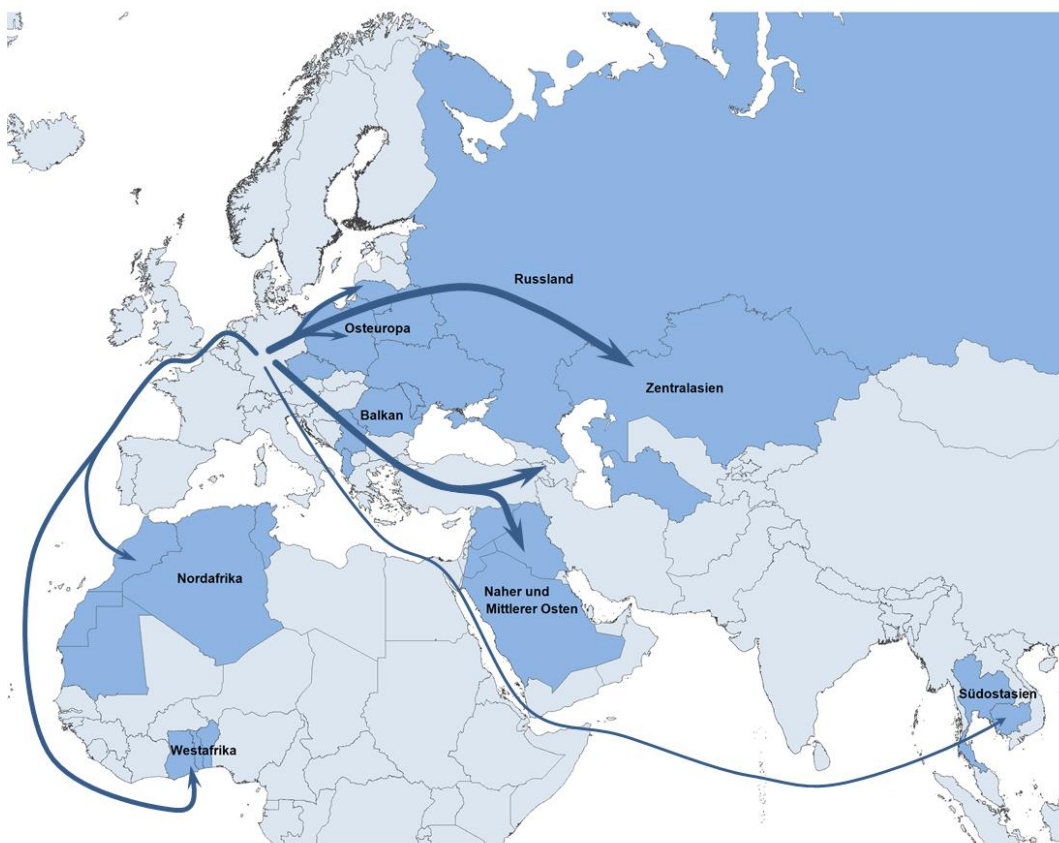 Russland
Osteuropa
Zentralasien
Balkan
Nordafrika
Naher und
Mittlerer Osten
Südostasien
Westafrika